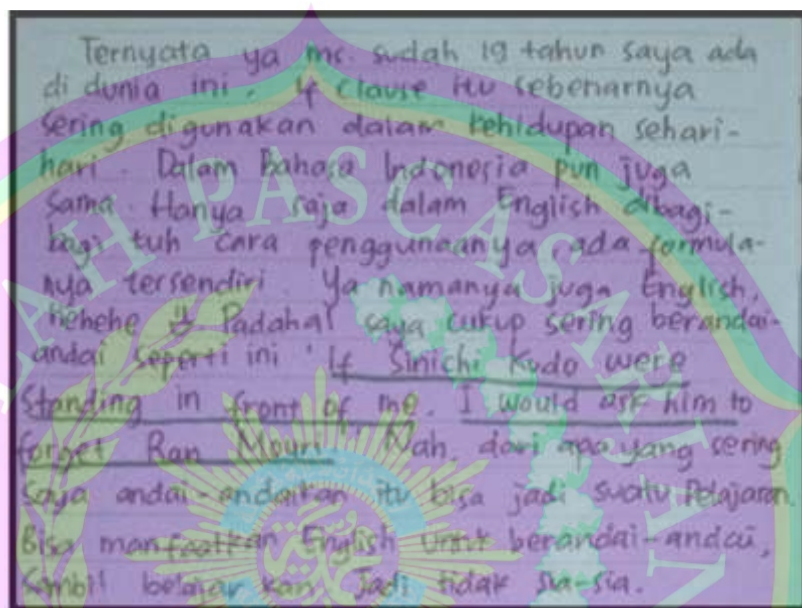 Ternyata ya ms. sudah 19 tahun saya ada
di dunia ini. If Clause itu sebenarnya
sering digunakan dalam kehidupan sehari-
hari. Dalam Bahasa Indonesia pun juga
sama. Hanya saja dalam English dibagi-
bagi tuh cara penggunaanya, ada formula-
nya tersendiri. Ya namanya juga English,
hehehe Padahal saya cukup sering berandai-
andai seperti ini "If Sinichi Kudo were
Standing in front of me. I would ask him to
forget Ran Mouri". Nah, dari apa yang sering
saya andai-andaikan itu bisa jadi suatu Pelajaran.
Bisa manfaatkan English untuk berandai-andai,
Sambil belajar kan. Jadi tidak sia-sia.
LAH PASCASARJAN